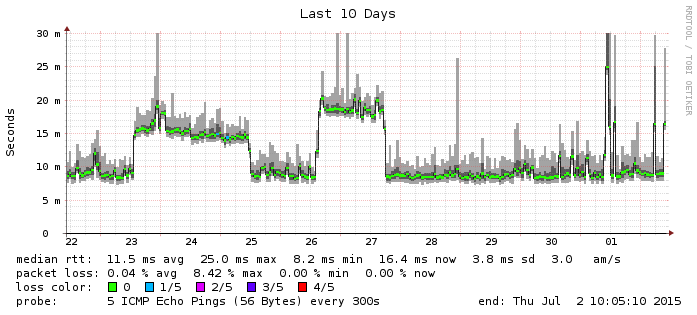 Last 10 Days
RRDTOOL / TOBI OETIKER
Seconds
30 m
20 m
15 m
10 m
5 m
0
22 23 24 25 26 27 28 29 30 01
median rtt: 11.5 ms avg 25.0 ms max 8.2 ms min 16.4 ms now 3.8 ms sd 3.0 am/s
packet loss: 0.04 % avg 8.42 % max 0.00 % min 0.00 % now
loss color: 0 1/5 2/5 3/5 4/5
probe: 5 ICMP Echo Pings (56 Bytes) every 300s end: Thu Jul 2 10:05:10 2015